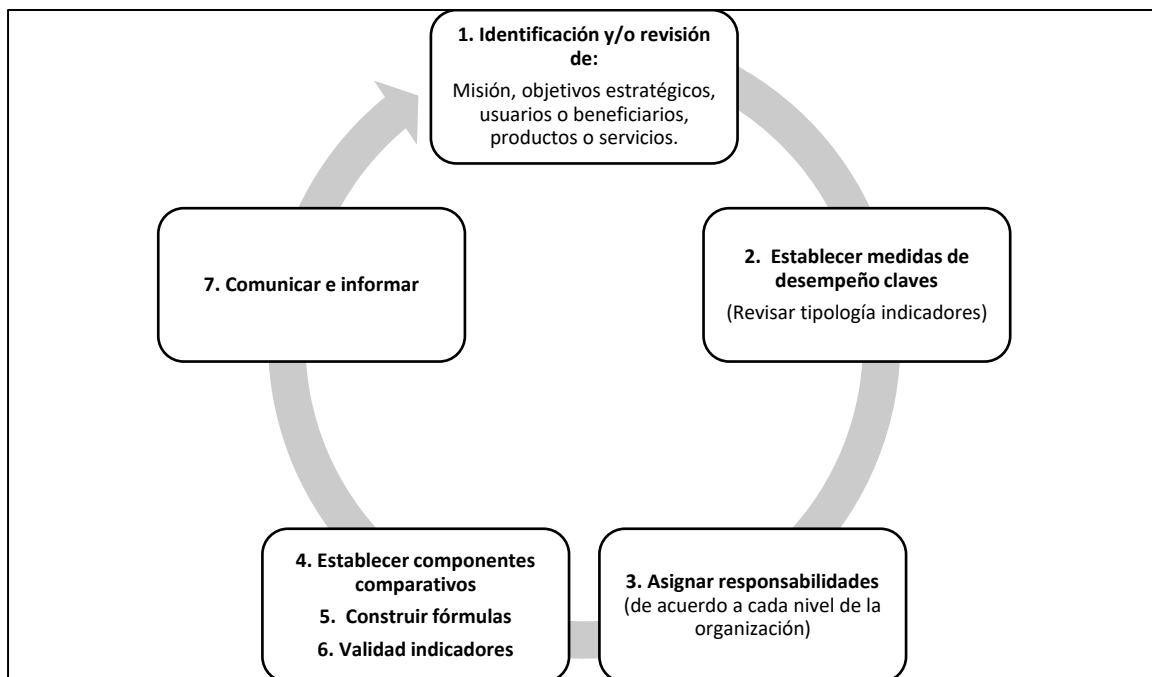 1. Identificación y/o revisión
de:
Misión, objetivos estratégicos,
usuarios o beneficiarios,
productos o servicios.
2. Establecer medidas de
desempeño claves
(Revisar tipología indicadores)
3. Asignar responsabilidades
(de acuerdo a cada nivel de la
organización)
4. Establecer componentes
comparativos
5. Construir fórmulas
6. Validad indicadores
7. Comunicar e informar